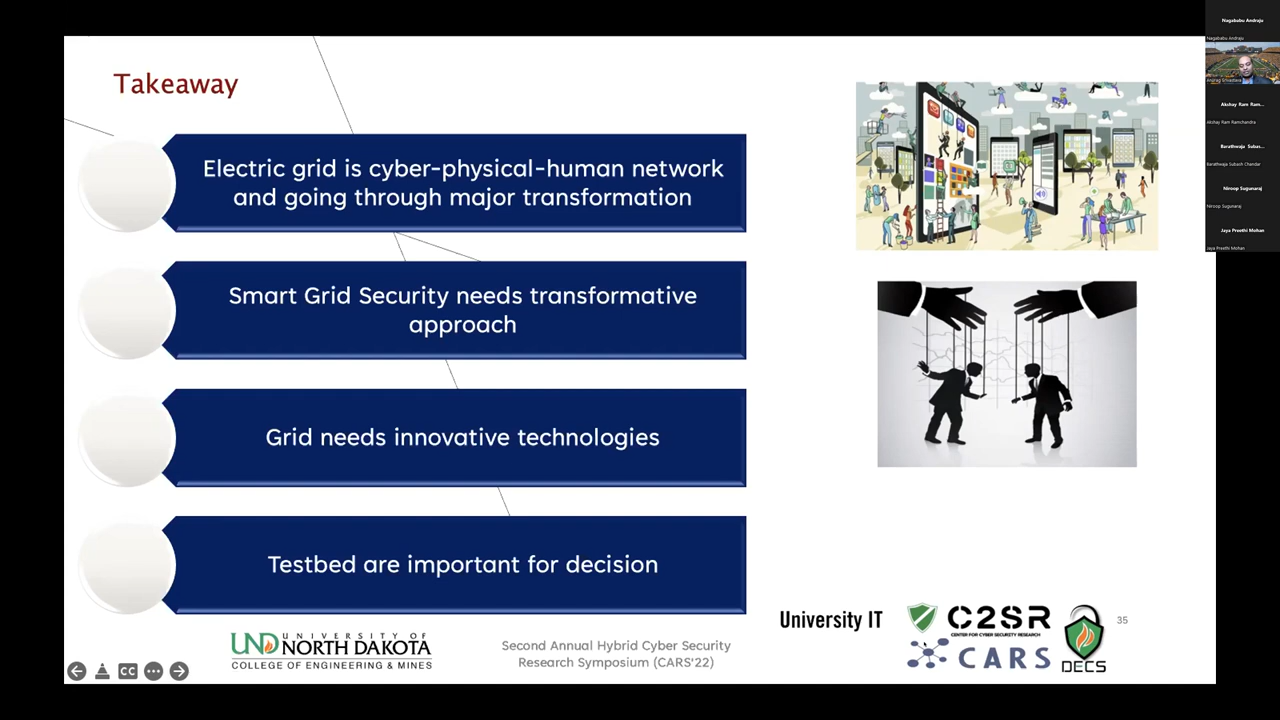 Takeaway
Electric grid is cyber-physical-human network
and going through major transformation
Smart Grid Security needs transformative
approach
Grid needs innovative technologies
Testbed are important for decision
UND UNIVERSITY OF
NORTH DAKOTA
COLLEGE OF ENGINEERING & MINES
Second Annual Hybrid Cyber Security
Research Symposium (CARS'22)
University IT
C2SR
CENTER FOR CYBER SECURITY RESEARCH
CARS
DECS
35
CC
Nagababu Andraju
Nagababu Andraju
Anurag Srivastava
Akshay Ram Ram...
Akshay Ram Ramchandra
Barathwaja Subas...
Barathwaja Subash Chandar
Niroop Sugunaraj
Niroop Sugunaraj
Jaya Preethi Mohan
Jaya Preethi Mohan